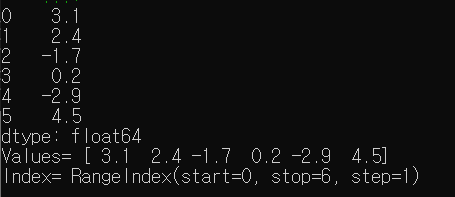 0    3.1
1    2.4
2   -1.7
3    0.2
4   -2.9
5    4.5
dtype: float64
Values= [ 3.1  2.4 -1.7  0.2 -2.9  4.5]
Index= RangeIndex(start=0, stop=6, step=1)